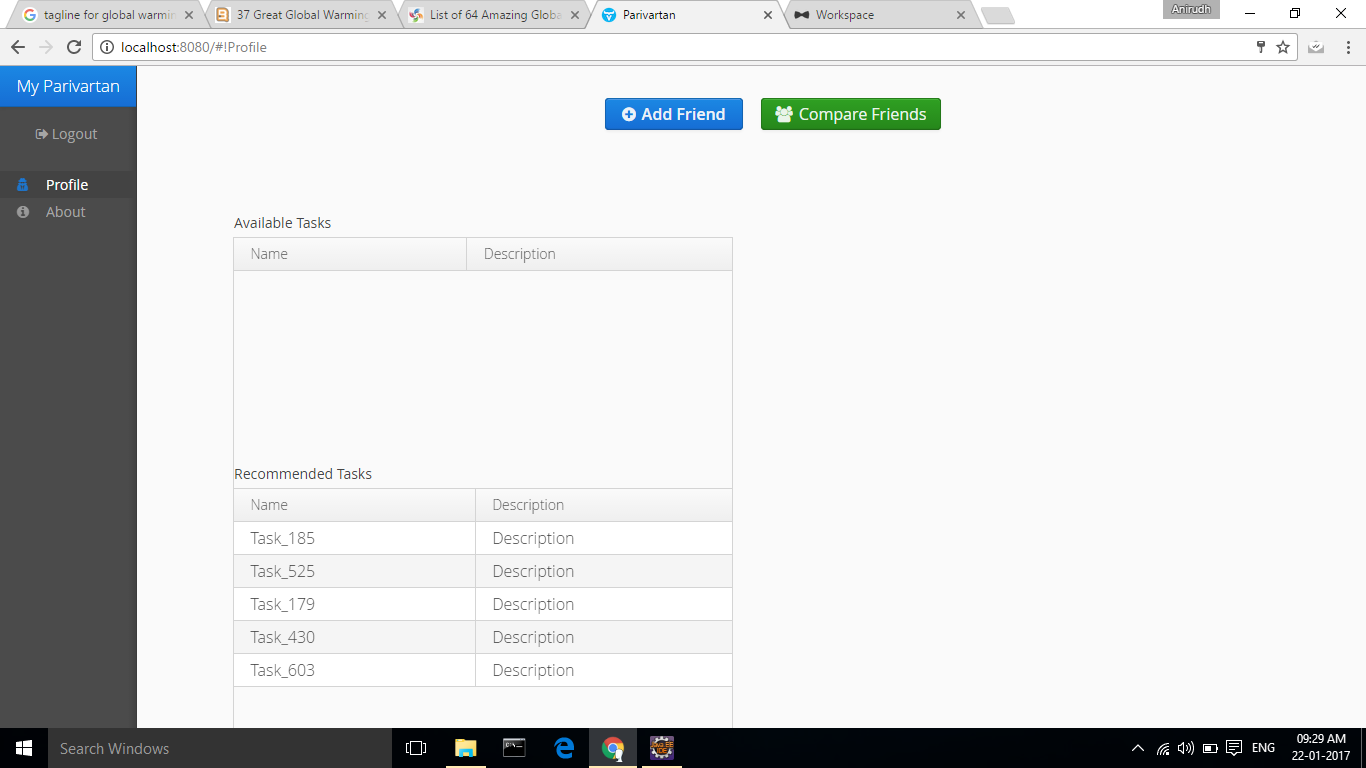 tagline for global warmin
37 Great Global Warming
List of 64 Amazing Globa
Parivartan
Workspace
Anirudh
localhost:8080/#!Profile
My Parivartan
Logout
Profile
About
Add Friend
Compare Friends
Available Tasks
Name Description
Recommended Tasks
Name Description
Task_185 Description
Task_525 Description
Task_179 Description
Task_430 Description
Task_603 Description
Search Windows
ENG
09:29 AM
22-01-2017